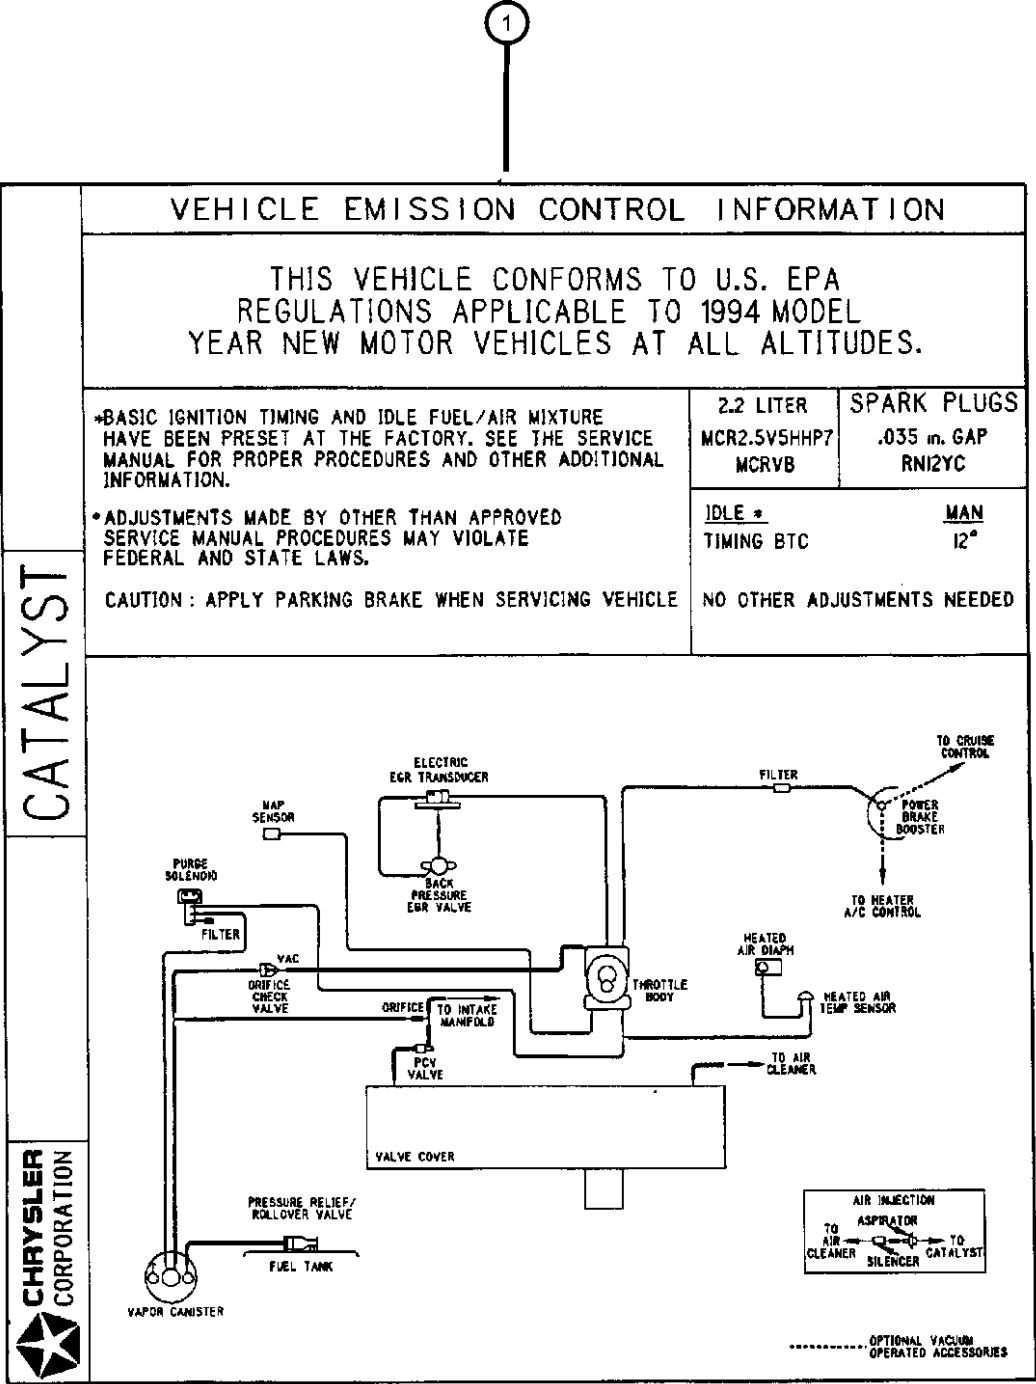 1
VEHICLE EMISSION CONTROL INFORMATION
THIS VEHICLE CONFORMS TO U.S. EPA
REGULATIONS APPLICABLE TO 1994 MODEL
YEAR NEW MOTOR VEHICLES AT ALL ALTITUDES.
*BASIC IGNITION TIMING AND IDLE FUEL/AIR MIXTURE
HAVE BEEN PRESET AT THE FACTORY. SEE THE SERVICE
MANUAL FOR PROPER PROCEDURES AND OTHER ADDITIONAL
INFORMATION.
•ADJUSTMENTS MADE BY OTHER THAN APPROVED
SERVICE MANUAL PROCEDURES MAY VIOLATE
FEDERAL AND STATE LAWS.
CAUTION : APPLY PARKING BRAKE WHEN SERVICING VEHICLE
2.2 LITER
MCR2.5V5HHP7
MCRVB
SPARK PLUGS
.035 in. GAP
RN12YC
IDLE * MAN
TIMING BTC 12°
NO OTHER ADJUSTMENTS NEEDED
CATALYST
CHRYSLER
CORPORATION
TO CRUISE
CONTROL
ELECTRIC
EGR TRANSDUCER
FILTER
MAP
SENSOR
POWER
BRAKE
BOOSTER
PURGE
SOLENOID
BACK
PRESSURE
EGR VALVE
TO HEATER
A/C CONTROL
FILTER
HEATED
AIR DIAPH
VAC
ORIFICE
CHECK
VALVE
THROTTLE
BODY
ORIFICE
TO INTAKE
MANIFOLD
HEATED AIR
TEMP SENSOR
PCV
VALVE
TO AIR
CLEANER
VALVE COVER
PRESSURE RELIEF/
ROLLOVER VALVE
FUEL TANK
VAPOR CANISTER
AIR INJECTION
ASPIRATOR
TO
AIR
CLEANER
SILENCER
TO
CATALYST
OPTIONAL VACUUM
OPERATED ACCESSORIES